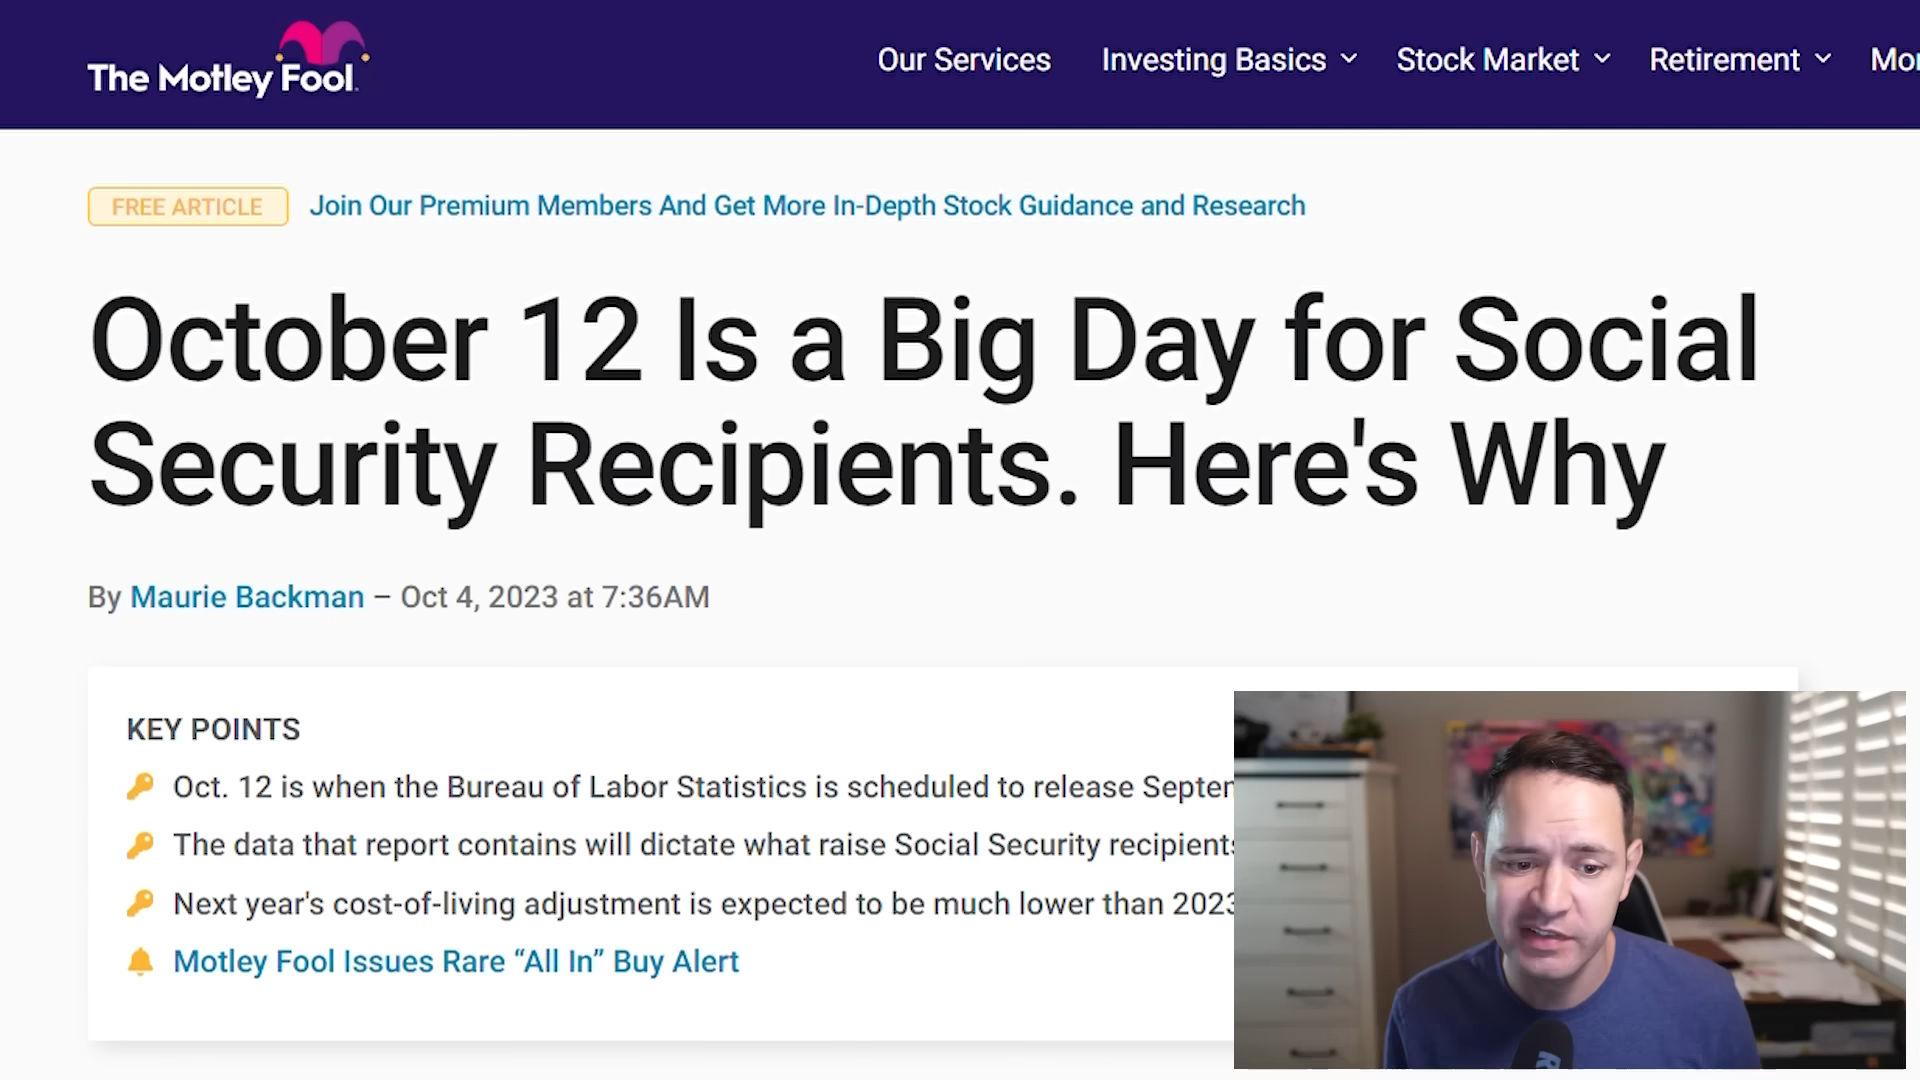 The Motley Fool.
Our Services Investing Basics Stock Market Retirement
FREE ARTICLE Join Our Premium Members And Get More In-Depth Stock Guidance and Research
October 12 Is a Big Day for Social
Security Recipients. Here's Why
By Maurie Backman – Oct 4, 2023 at 7:36AM
KEY POINTS
Oct. 12 is when the Bureau of Labor Statistics is scheduled to release
The data that report contains will dictate what raise Social Security recipients
Next year's cost-of-living adjustment is expected to be much lower than 2023
Motley Fool Issues Rare “All In” Buy Alert